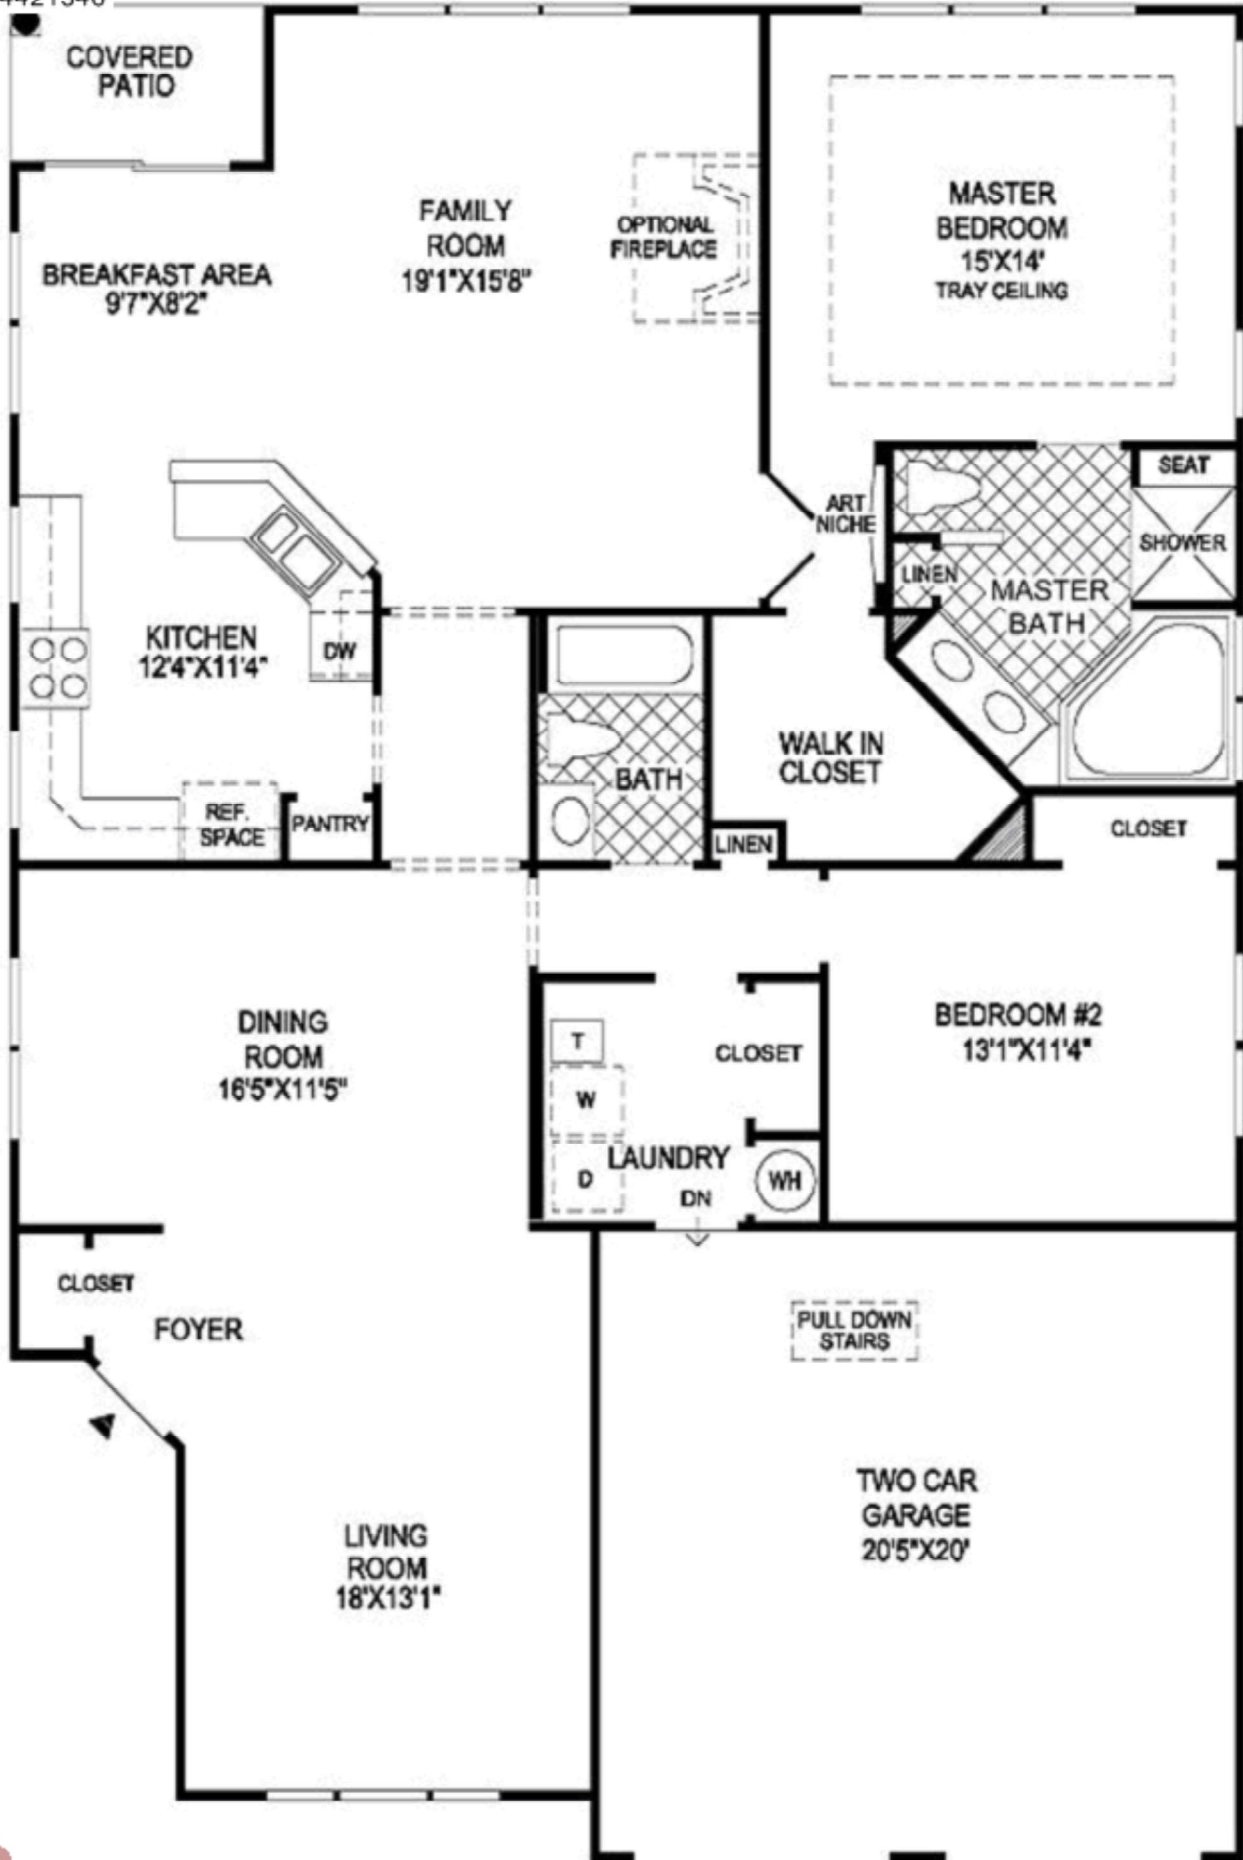 COVERED
PATIO
FAMILY
ROOM
19'1"X15'8"
OPTIONAL
FIREPLACE
MASTER
BEDROOM
15'X14'
TRAY CEILING
BREAKFAST AREA
9'7"X8'2"
ART
NICHE
SEAT
SHOWER
LINEN
MASTER
BATH
KITCHEN
12'4"X11'4"
DW
WALK IN
CLOSET
BATH
REF.
SPACE
PANTRY
LINEN
CLOSET
DINING
ROOM
16'5"X11'5"
T
W
D
CLOSET
LAUNDRY
DN
WH
BEDROOM #2
13'1"X11'4"
CLOSET
FOYER
PULL DOWN
STAIRS
LIVING
ROOM
18'X13'1"
TWO CAR
GARAGE
20'5"X20'